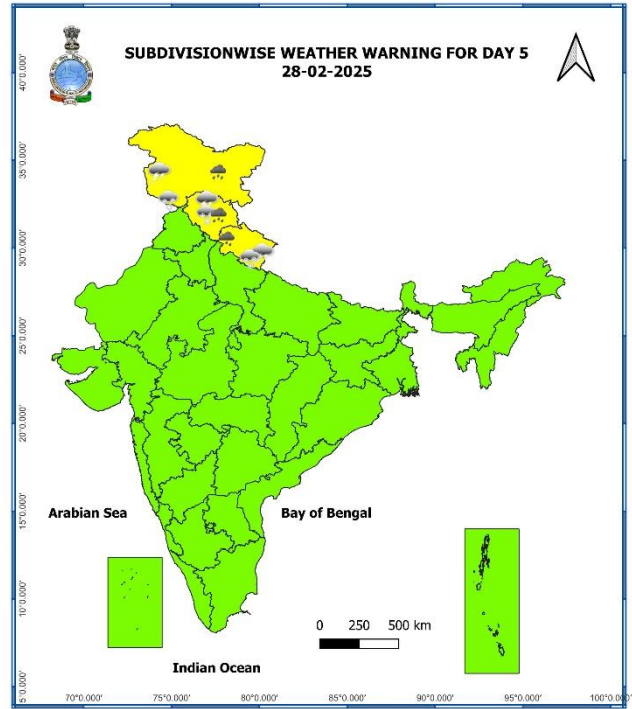 SUBDIVISIONWISE WEATHER WARNING FOR DAY 5
28-02-2025
40°0.000'
35°0.000'
30°0.000'
25°0.000'
20°0.000'
15°0.000'
10°0.000'
5°0.000'
Arabian Sea
Bay of Bengal
0 250 500 km
Indian Ocean
70°0.000' 75°0.000' 80°0.000' 85°0.000' 90°0.000' 95°0.000' 100°0.000'